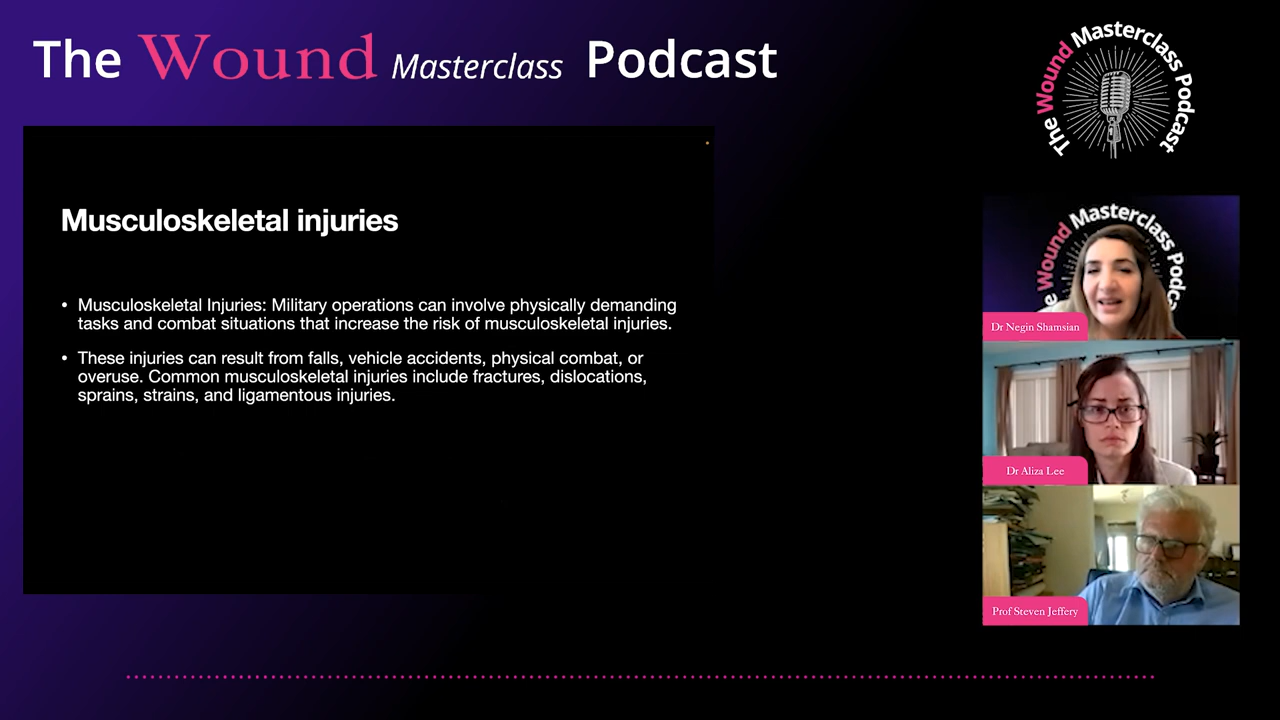 The Wound Masterclass Podcast
The Wound Masterclass Podcast
Musculoskeletal injuries
• Musculoskeletal Injuries: Military operations can involve physically demanding
tasks and combat situations that increase the risk of musculoskeletal injuries.
• These injuries can result from falls, vehicle accidents, physical combat, or
overuse. Common musculoskeletal injuries include fractures, dislocations,
sprains, strains, and ligamentous injuries.
Wound Masterclass Podc
Dr Negin Shamsian
Dr Aliza Lee
Prof Steven Jeffery